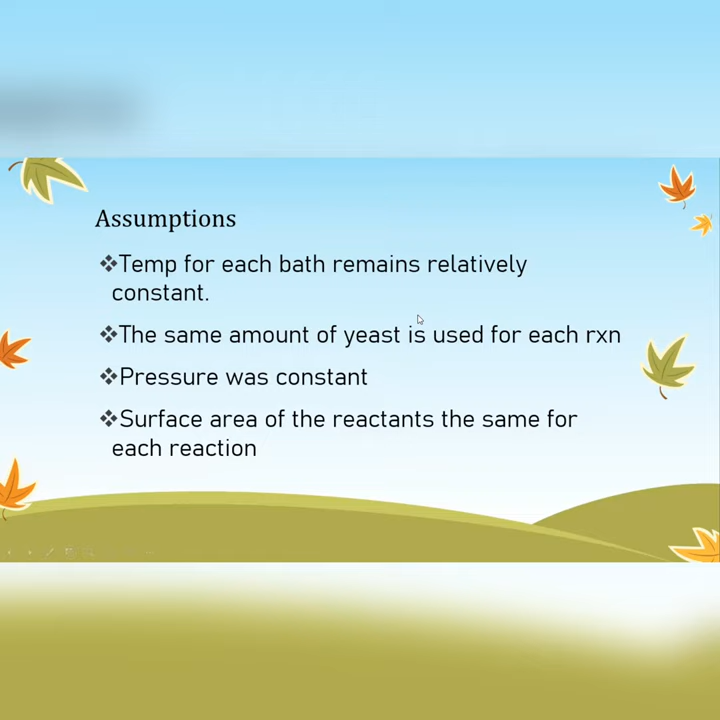 Assumptions
❖Temp for each bath remains relatively
constant.
❖The same amount of yeast is used for each rxn
❖Pressure was constant
❖Surface area of the reactants the same for
each reaction